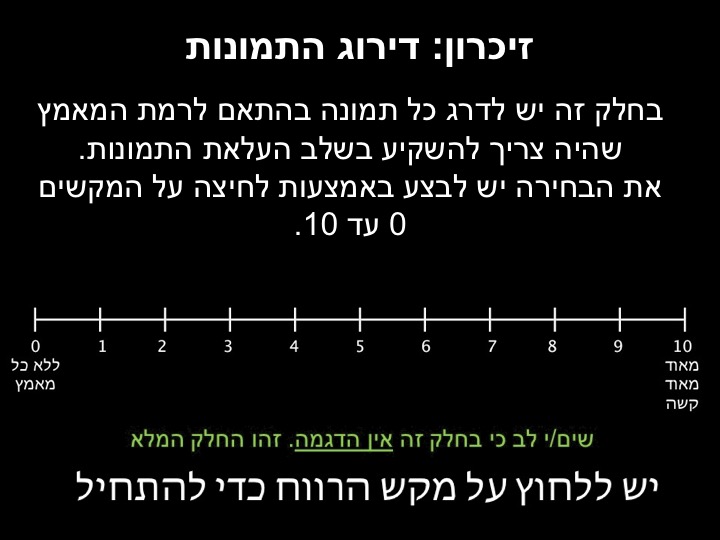 זיכרון: דירוג התמונות
בחלק זה יש לדרג כל תמונה בהתאם לרמת המאמץ
שהיה צריך להשקיע בשלב העלאת התמונות.
את הבחירה יש לבצע באמצעות לחיצה על המקשים
0 עד 10.
0 1 2 3 4 5 6 7 8 9 10
ללא כל
מאמץ
מאוד
מאוד
קשה
שים/י לב כי בחלק זה אין הדגמה. זהו החלק המלא
יש ללחוץ על מקש הרווח כדי להתחיל